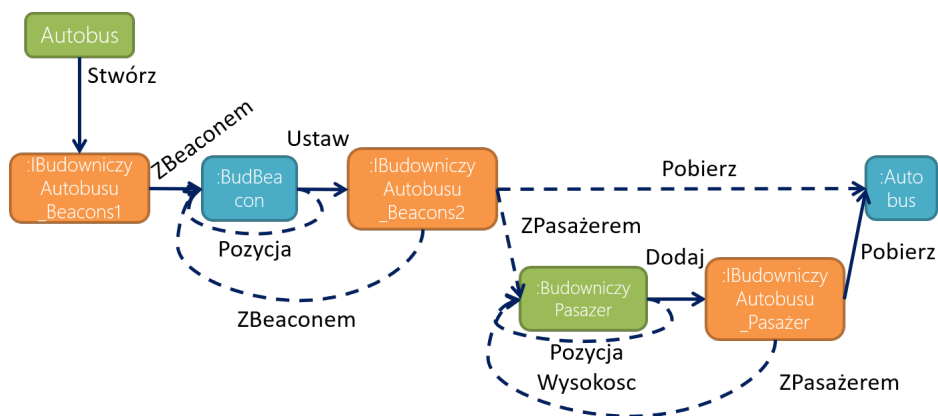 Autobus
Stwórz
ZBeaconem
:IBudowniczy
Autobusu
_Beacons1
:BudBea
con
Pozycja
Ustaw
:IBudowniczy
Autobusu
_Beacons2
ZBeaconem
Pobierz
:Auto
bus
ZPasażerem
:Budowniczy
Pasazer
Dodaj
:IBudowniczy
Autobusu
_Pasażer
Pobierz
Pozycja
Wysokosc
ZPasażerem